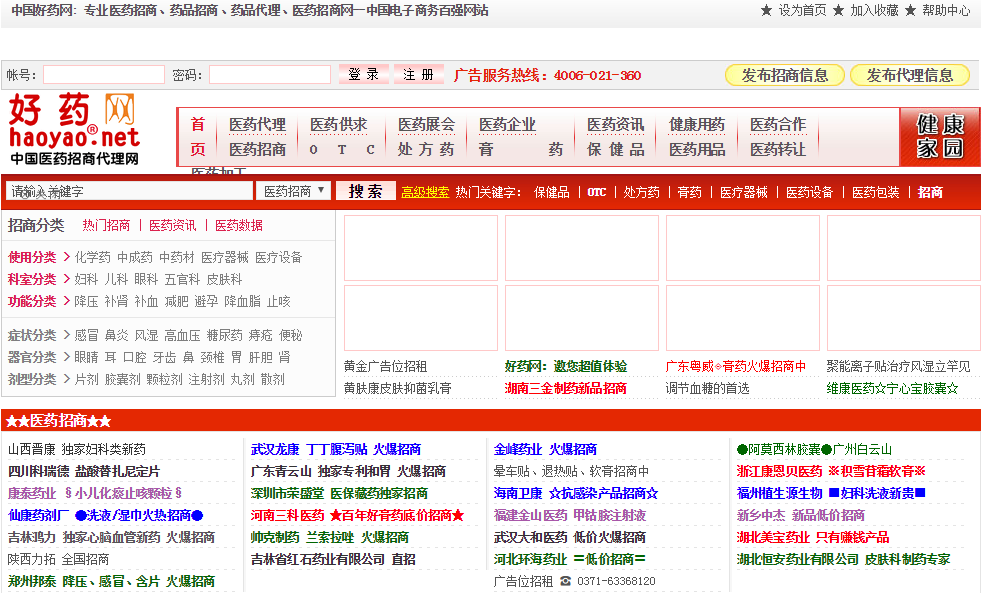 中国好药网：专业医药招商、药品招商、药品代理、医药招商网一中国电子商务百强网站 ★ 设为首页 ★ 加入收藏 ★ 帮助中心
帐号： 密码： 登 录 注 册 广告服务热线：4006-021-360 发布招商信息 发布代理信息
好药网
haoyao®.net
中国医药招商代理网
首 医药代理 医药供求 医药展会 医药企业 医药资讯 健康用药 医药合作
页 医药招商 O T C 处方药 膏 药 保健品 医药用品 医药转让
健康
家园
医药加工
请输入关键字 医药招商 ▼ 搜 索 高级搜索 热门关键字： 保健品 | OTC | 处方药 | 膏药 | 医疗器械 | 医药设备 | 医药包装 | 招商
招商分类 热门招商 | 医药资讯 | 医药数据
使用分类 > 化学药 中成药 中药材 医疗器械 医疗设备
科室分类 > 妇科 儿科 眼科 五官科 皮肤科
功能分类 > 降压 补肾 补血 减肥 避孕 降血脂 止咳
症状分类 > 感冒 鼻炎 风湿 高血压 糖尿药 痔疮 便秘
器官分类 > 眼睛 耳 口腔 牙齿 鼻 颈椎 胃 肝胆 肾
剂型分类 > 片剂 胶囊剂 颗粒剂 注射剂 丸剂 散剂
黄金广告位招租 好药网：邀您超值体验 广东粤威※膏药火爆招商中 聚能离子贴治疗风湿立竿见
黄肤康皮肤抑菌乳膏 湖南三金制药新品招商 调节血糖的首选 维康医药☆宁心宝胶囊☆
★★医药招商★★
山西晋康 独家妇科类新药 武汉龙康 丁丁腹泻贴 火爆招商 金峰药业 火爆招商 ●阿莫西林胶囊●广州白云山
四川科瑞德 盐酸替扎尼定片 广东青云山 独家专利和胃 火爆招商 晕车贴、退热贴、软膏招商中 浙江康恩贝医药 ※积雪苷霜软膏※
康泰药业 §小儿化痰止咳颗粒§ 深圳市荣盛堂 医保藏药独家招商 海南卫康 ☆抗感染产品招商☆ 福州植生源生物 ■妇科洗液新贵■
仙康药剂厂 ●洗液/湿巾火热招商● 河南三科医药 ★百年好膏药底价招商★ 福建金山医药 甲钴胺注射液 新乡中杰 新品低价招商
吉林鸿力 独家心脑血管新药 火爆招商 帅克制药 兰索拉唑 火爆招商 武汉大和医药 低价火爆招商 湖北美宝药业 只有赚钱产品
陕西力拓 全国招商 吉林省红石药业有限公司 直招 河北环海药业 =低价招商= 湖北恒安药业有限公司 皮肤科制药专家
郑州邦泰 降压、感冒、含片 火爆招商 广告位招租 ☎ 0371-63368120